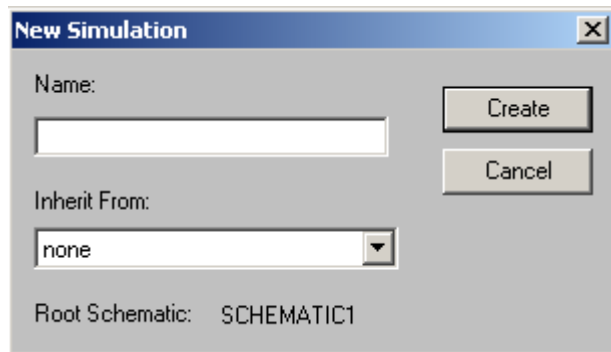 New Simulation
Name:
Create
Cancel
Inherit From:
none
Root Schematic: SCHEMATIC1